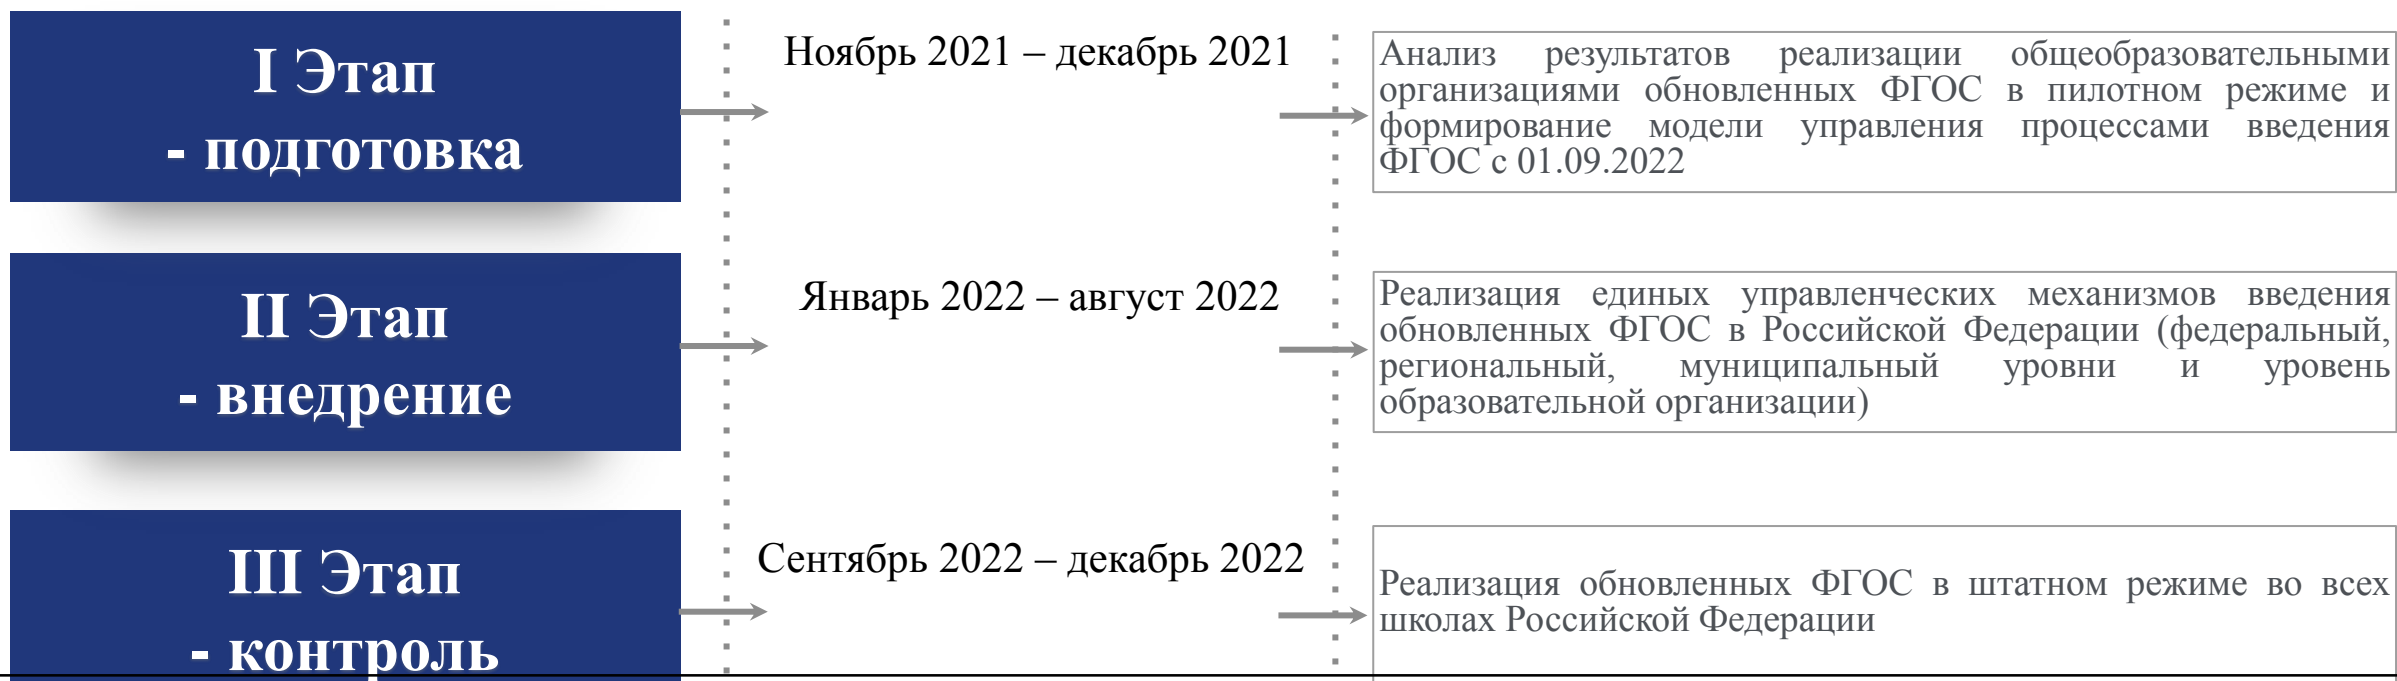 I Этап
- подготовка
Ноябрь 2021 – декабрь 2021
Анализ результатов реализации общеобразовательными
организациями обновленных ФГОС в пилотном режиме и
формирование модели управления процессами введения
ФГОС с 01.09.2022
II Этап
- внедрение
Январь 2022 – август 2022
Реализация единых управленческих механизмов введения
обновленных ФГОС в Российской Федерации (федеральный,
региональный, муниципальный уровни и уровень
образовательной организации)
III Этап
- контроль
Сентябрь 2022 – декабрь 2022
Реализация обновленных ФГОС в штатном режиме во всех
школах Российской Федерации